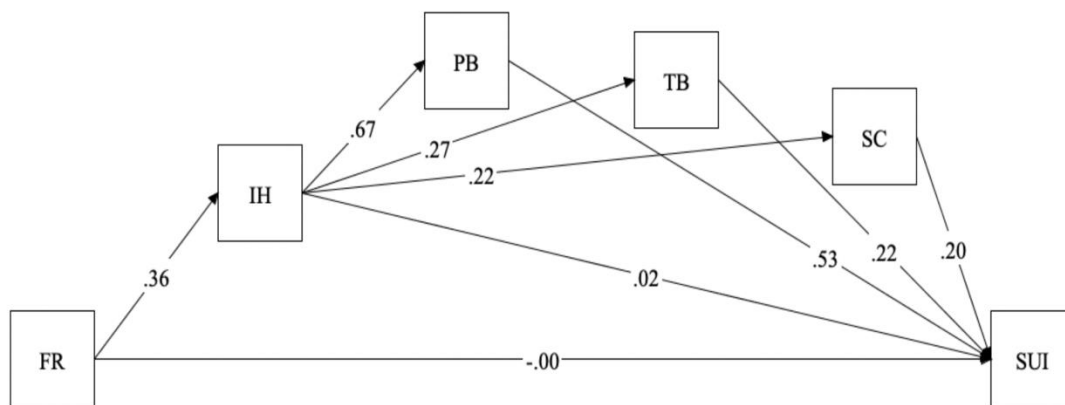 PB
TB
SC
.67
.27
.22
IH
.36
.02
.53
.22
.20
FR
-.00
SUI